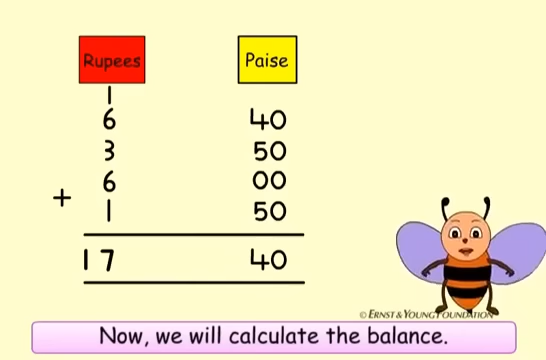 Rupees Paise
1
6 40
3 50
6 00
+ 1 50
17 40
© ERNST & YOUNG FOUNDATION
Now, we will calculate the balance.